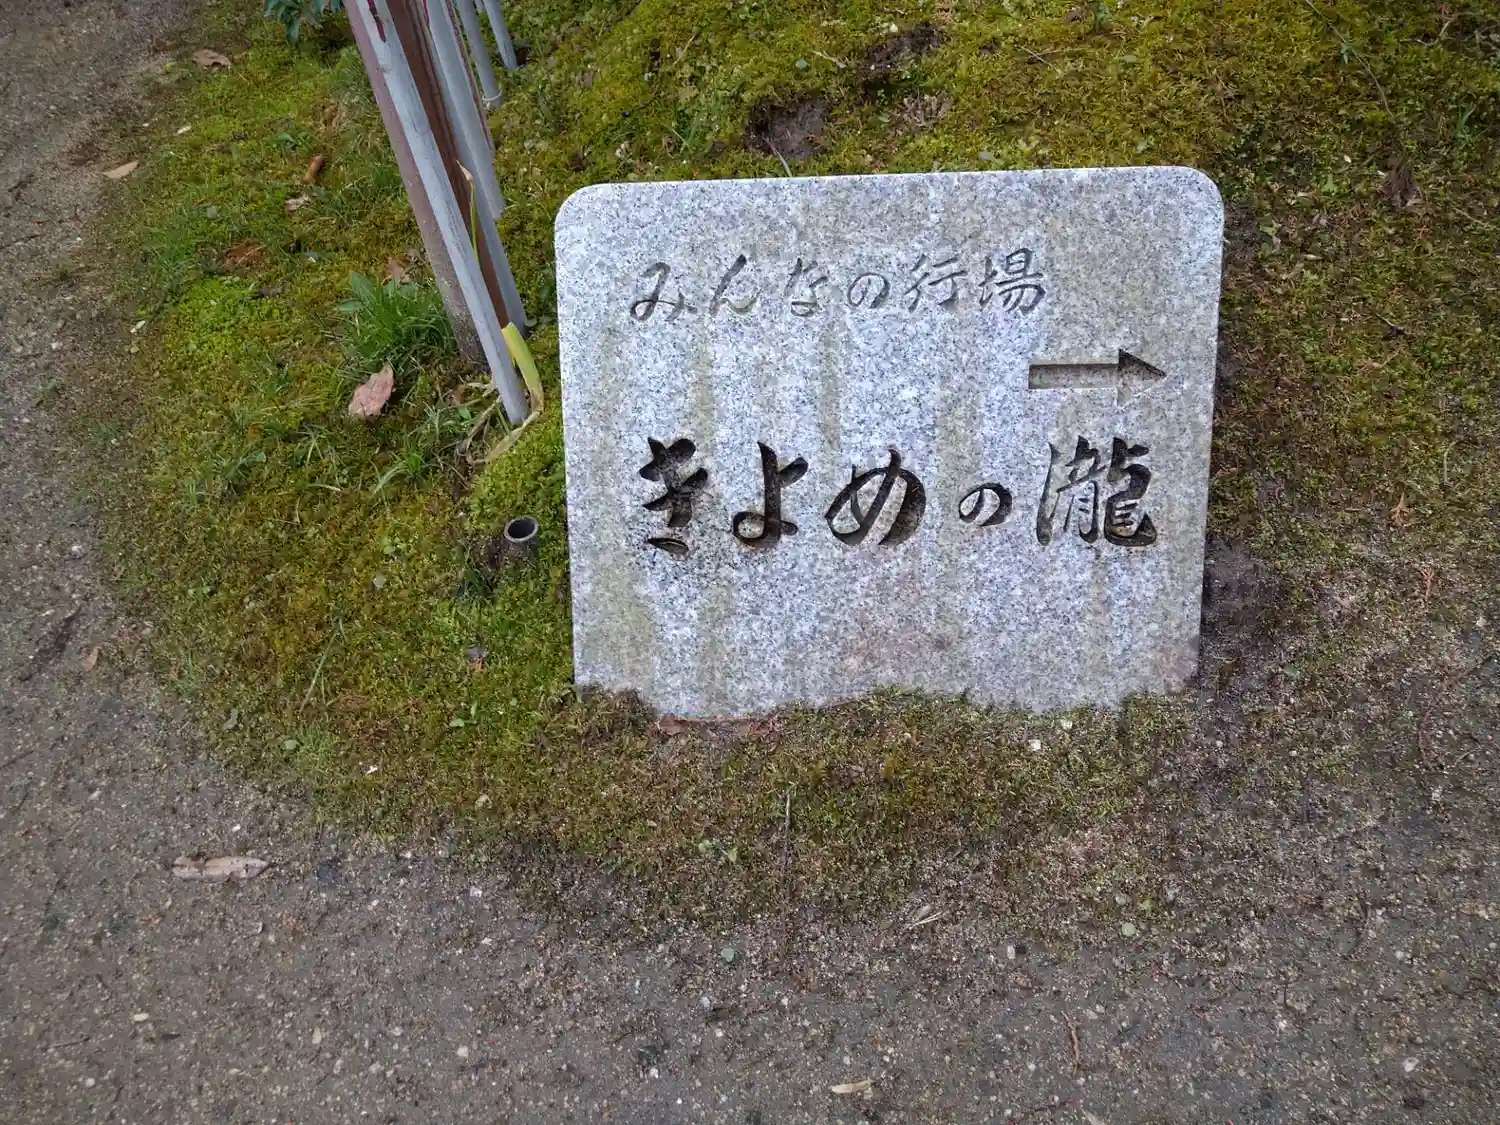 みんなの行場
→
きよめの瀧